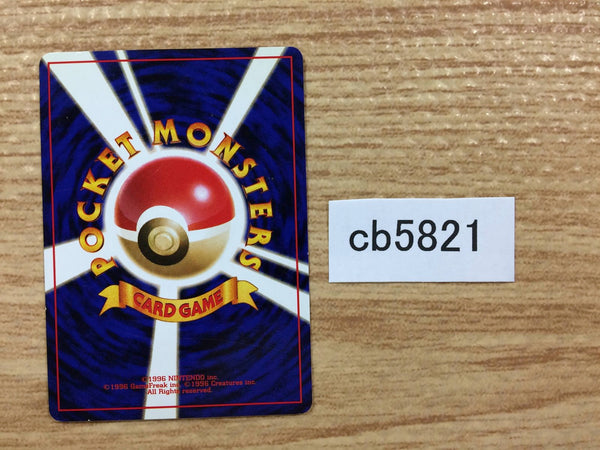 POCKET MONSTERS
CARD GAME
©1996 NINTENDO inc.
©1996 GameFreak inc. ©1996 Creatures inc.
All Rights reserved.
cb5821